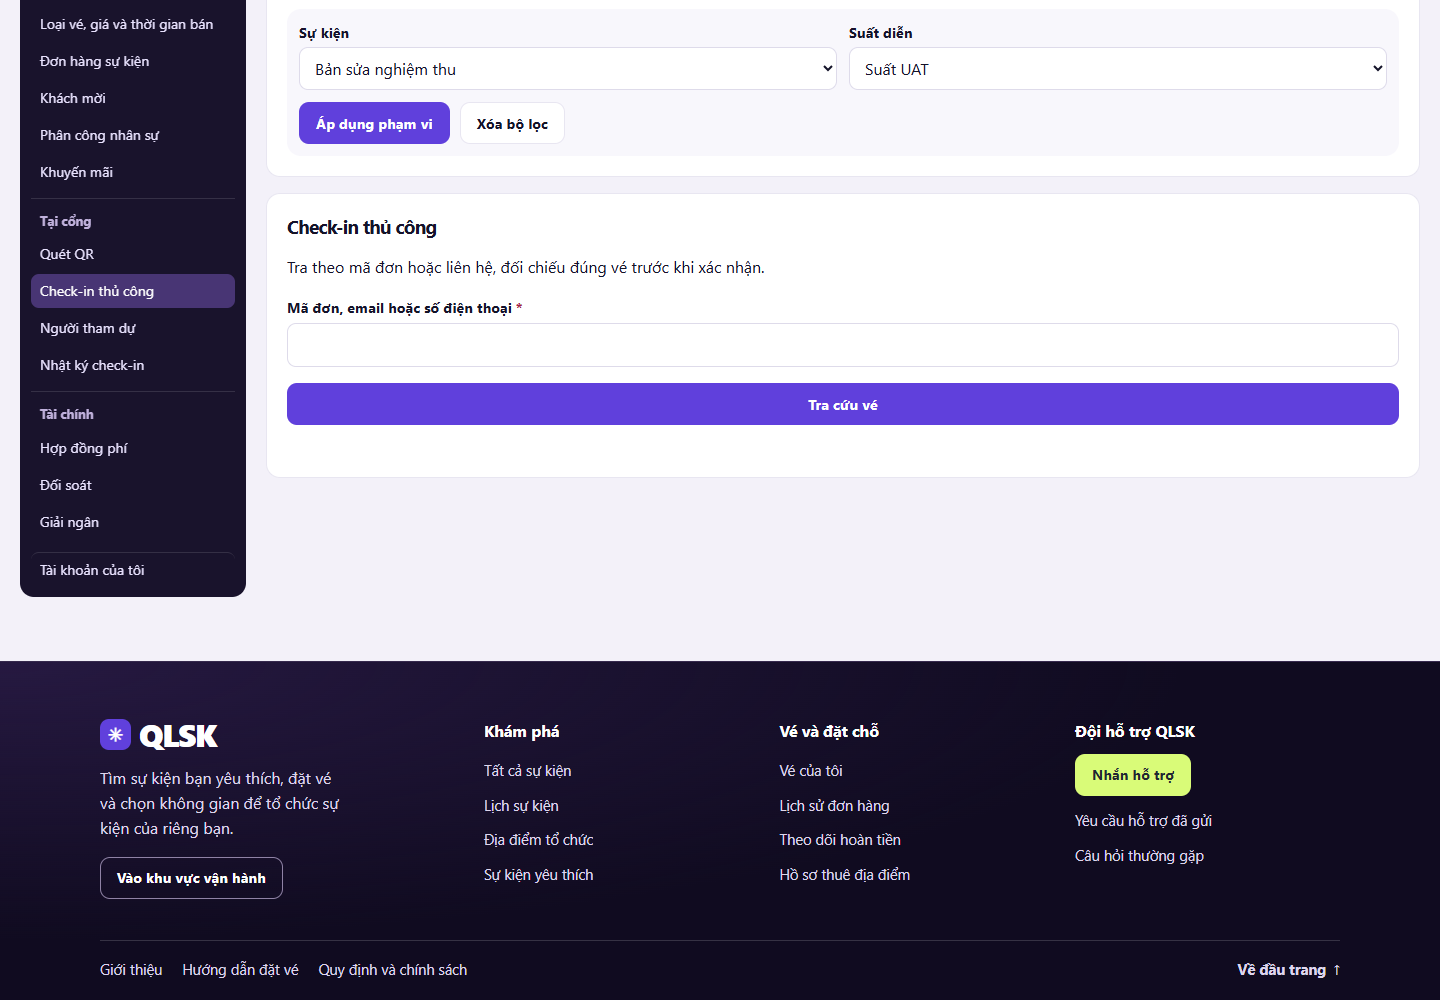 Loại vé, giá và thời gian bán
Đơn hàng sự kiện
Khách mời
Phân công nhân sự
Khuyến mãi
Tại cổng
Quét QR
Check-in thủ công
Người tham dự
Nhật ký check-in
Tài chính
Hợp đồng phí
Đối soát
Giải ngân
Tài khoản của tôi
Sự kiện
Bản sửa nghiệm thu
Suất diễn
Suất UAT
Áp dụng phạm vi
Xóa bộ lọc
Check-in thủ công
Tra theo mã đơn hoặc liên hệ, đối chiếu đúng vé trước khi xác nhận.
Mã đơn, email hoặc số điện thoại *
Tra cứu vé
QLSK
Tìm sự kiện bạn yêu thích, đặt vé
và chọn không gian để tổ chức sự
kiện của riêng bạn.
Vào khu vực vận hành
Khám phá
Tất cả sự kiện
Lịch sự kiện
Địa điểm tổ chức
Sự kiện yêu thích
Vé và đặt chỗ
Vé của tôi
Lịch sử đơn hàng
Theo dõi hoàn tiền
Hồ sơ thuê địa điểm
Đội hỗ trợ QLSK
Nhắn hỗ trợ
Yêu cầu hỗ trợ đã gửi
Câu hỏi thường gặp
Giới thiệu
Hướng dẫn đặt vé
Quy định và chính sách
Về đầu trang ↑